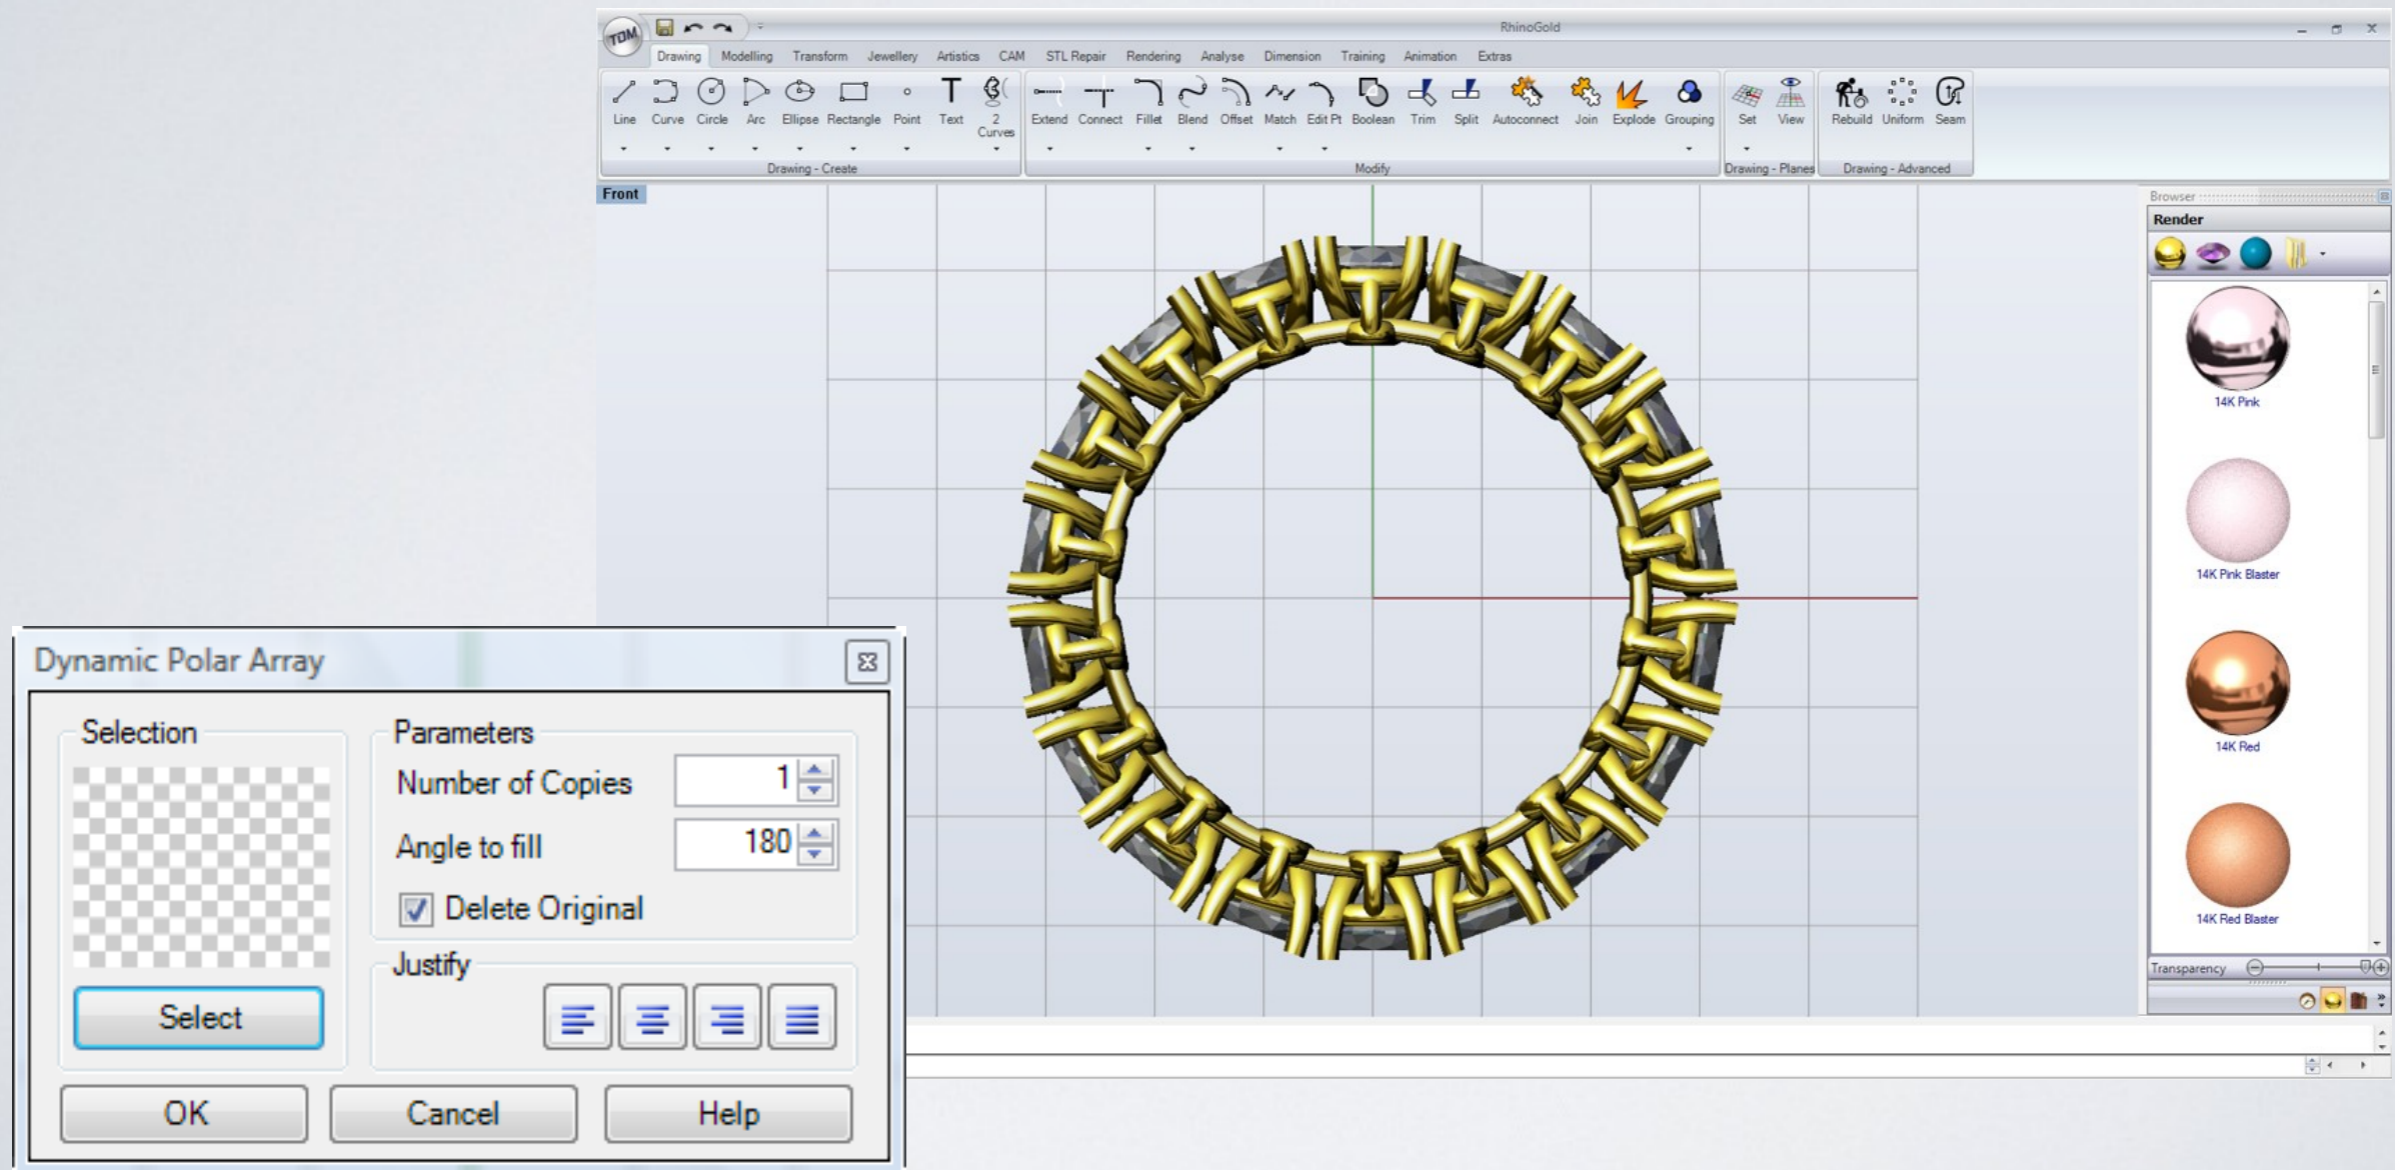 RhinoGold
TDM
Drawing Modelling Transform Jewellery Artistics CAM STL Repair Rendering Analyse Dimension Training Animation Extras
Line Curve Circle Arc Ellipse Rectangle Point Text 2 Curves Extend Connect Fillet Blend Offset Match Edit Pt Boolean Trim Split Autoconnect Join Explode Grouping Set View Rebuild Uniform Seam
Drawing - Create Modify Drawing - Planes Drawing - Advanced
Front
Browser
Render
14K Pink
14K Pink Blaster
14K Red
14K Red Blaster
Transparency
Dynamic Polar Array
Selection
Select
Parameters
Number of Copies 1
Angle to fill 180
Delete Original
Justify
OK Cancel Help